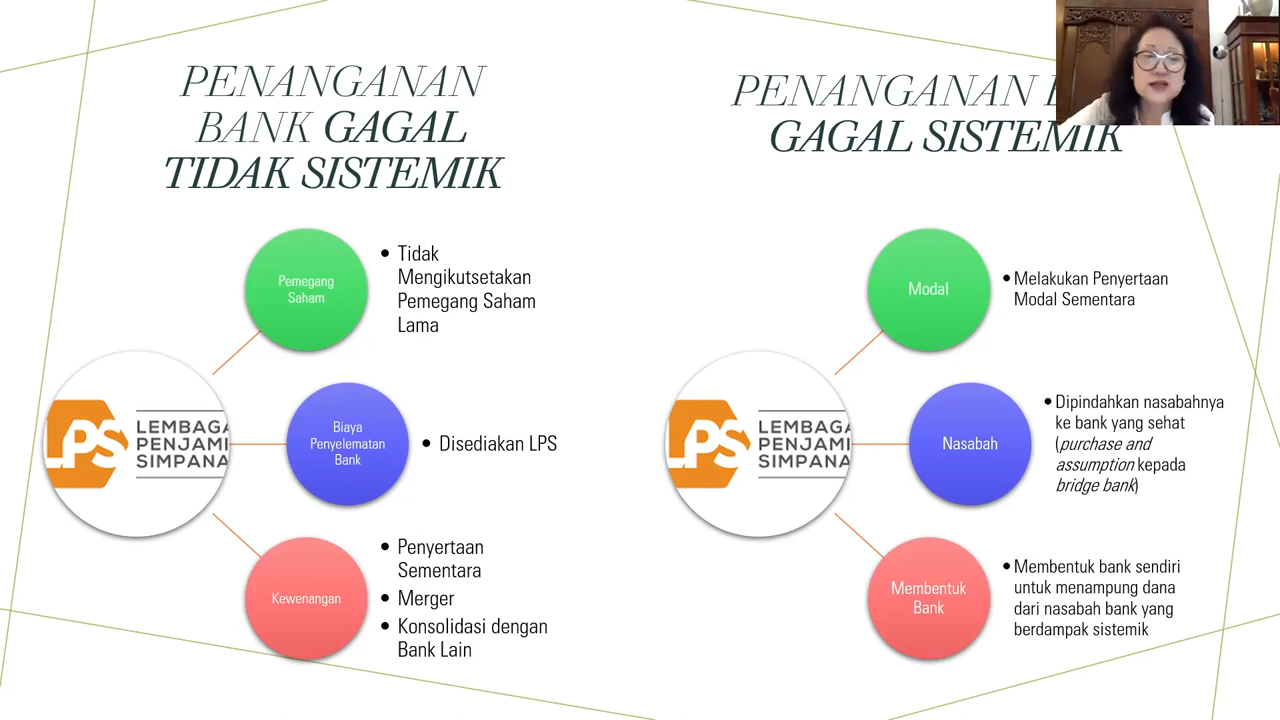 PENANGANAN
BANK GAGAL
TIDAK SISTEMIK
LPS
LEMBAGA
PENJAMI
SIMPANA
Pemegang
Saham
• Tidak
Mengikutsetakan
Pemegang Saham
Lama
Biaya
Penyelematan
Bank
• Disediakan LPS
Kewenangan
• Penyertaan
Sementara
• Merger
• Konsolidasi dengan
Bank Lain
PENANGANAN
GAGAL SISTEMIK
LPS
LEMBAGA
PENJAMI
SIMPANA
Modal
• Melakukan Penyertaan
Modal Sementara
Nasabah
• Dipindahkan nasabahnya
ke bank yang sehat
(purchase and
assumption kepada
bridge bank)
Membentuk
Bank
• Membentuk bank sendiri
untuk menampung dana
dari nasabah bank yang
berdampak sistemik